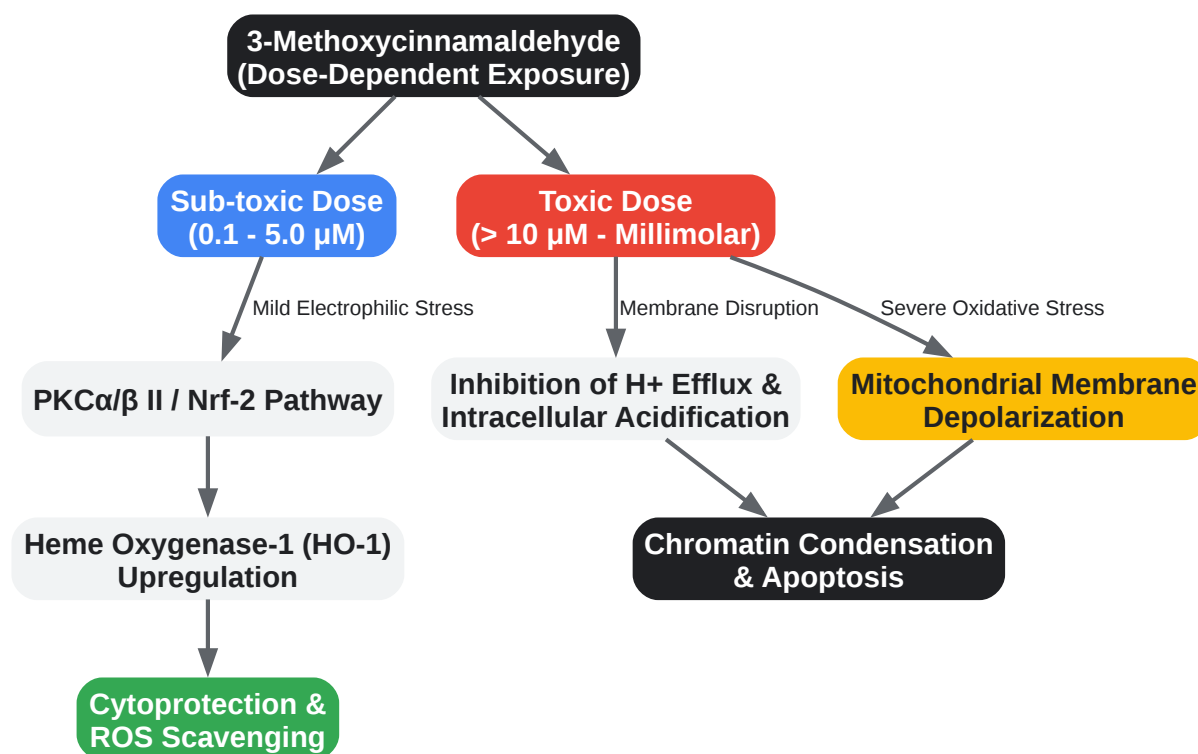 3-Methoxycinnamaldehyde
(Dose-Dependent Exposure)
Sub-toxic Dose
(0.1 - 5.0 μM)
Toxic Dose
(> 10 μM - Millimolar)
Mild Electrophilic Stress
Membrane Disruption
Severe Oxidative Stress
PKCα/β II / Nrf-2 Pathway
Inhibition of H+ Efflux &
Intracellular Acidification
Mitochondrial Membrane
Depolarization
Heme Oxygenase-1 (HO-1)
Upregulation
Chromatin Condensation
& Apoptosis
Cytoprotection &
ROS Scavenging